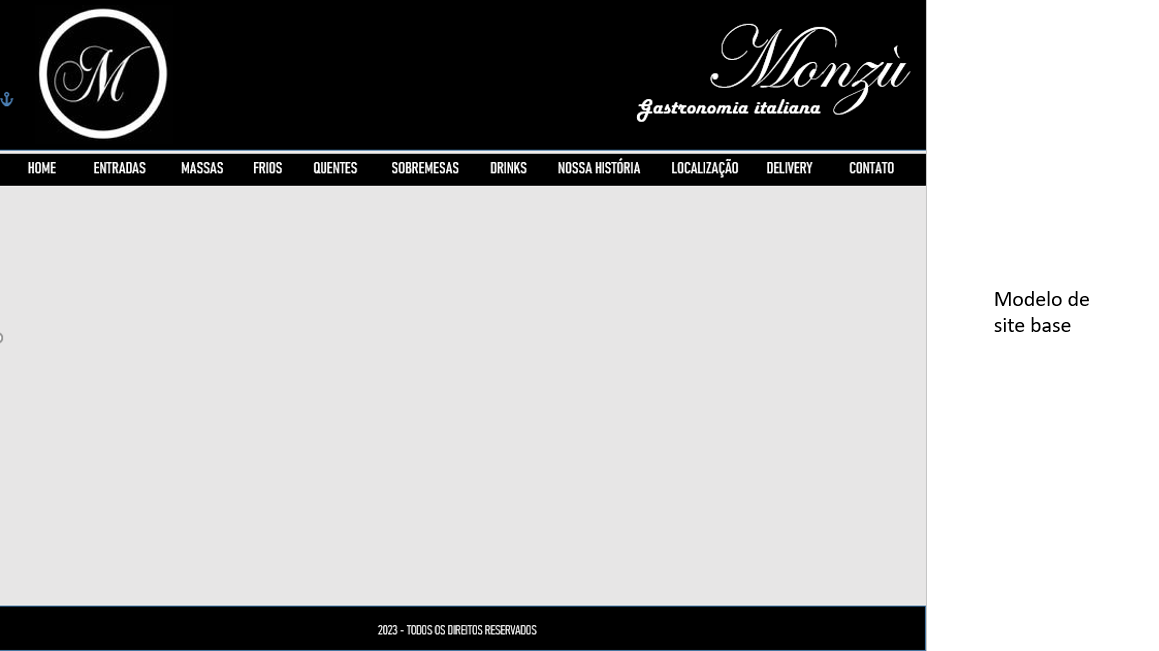 M
Monzù
Gastronomia italiana
HOME ENTRADAS MASSAS FRIOS QUENTES SOBREMESAS DRINKS NOSSA HISTÓRIA LOCALIZAÇÃO DELIVERY CONTATO
Modelo de
site base
2023 - TODOS OS DIREITOS RESERVADOS